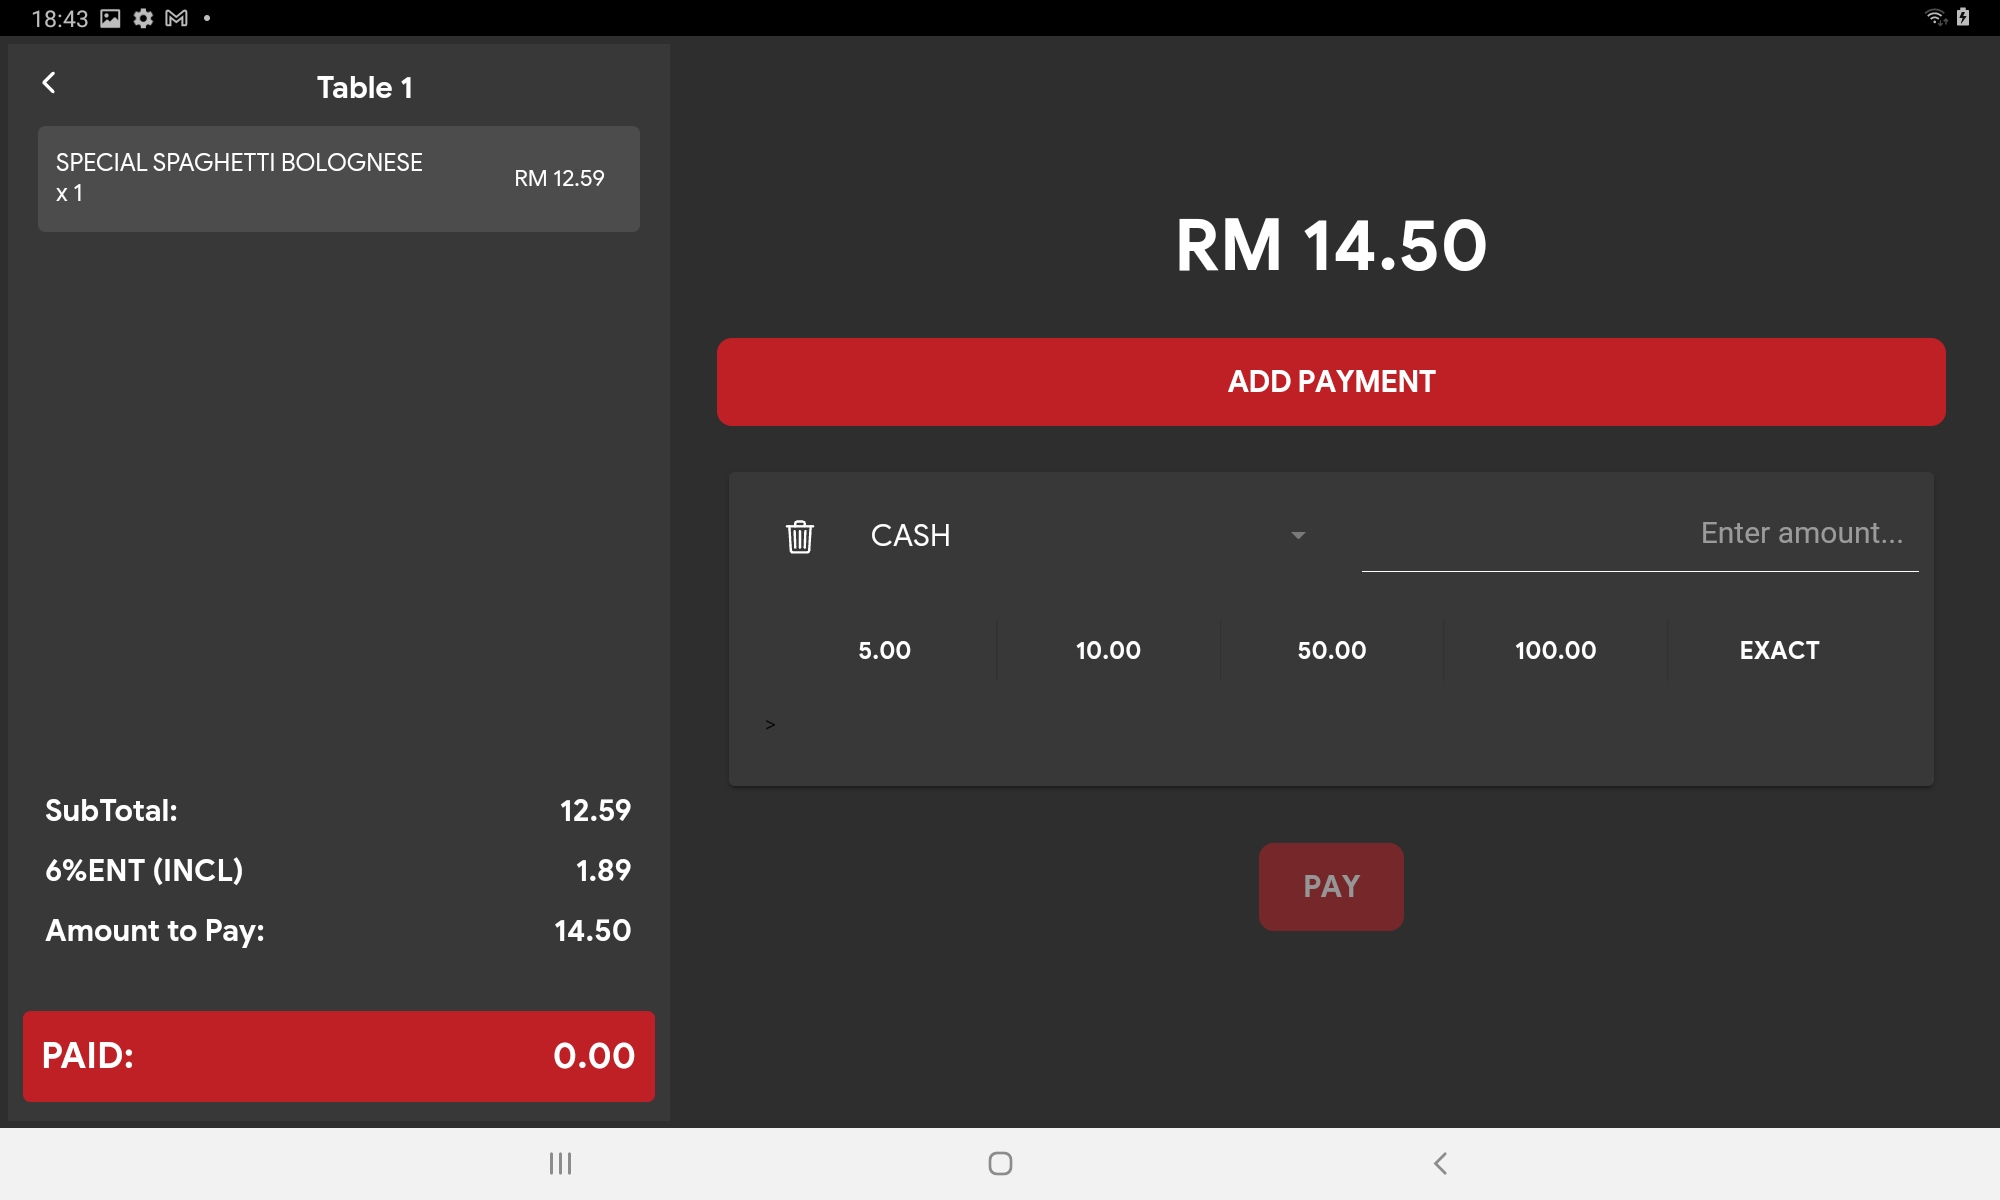 18:43
Table 1
SPECIAL SPAGHETTI BOLOGNESE
x 1
RM 12.59
SubTotal: 12.59
6%ENT (INCL) 1.89
Amount to Pay: 14.50
PAID: 0.00
RM 14.50
ADD PAYMENT
CASH
Enter amount...
5.00 10.00 50.00 100.00 EXACT
>
PAY